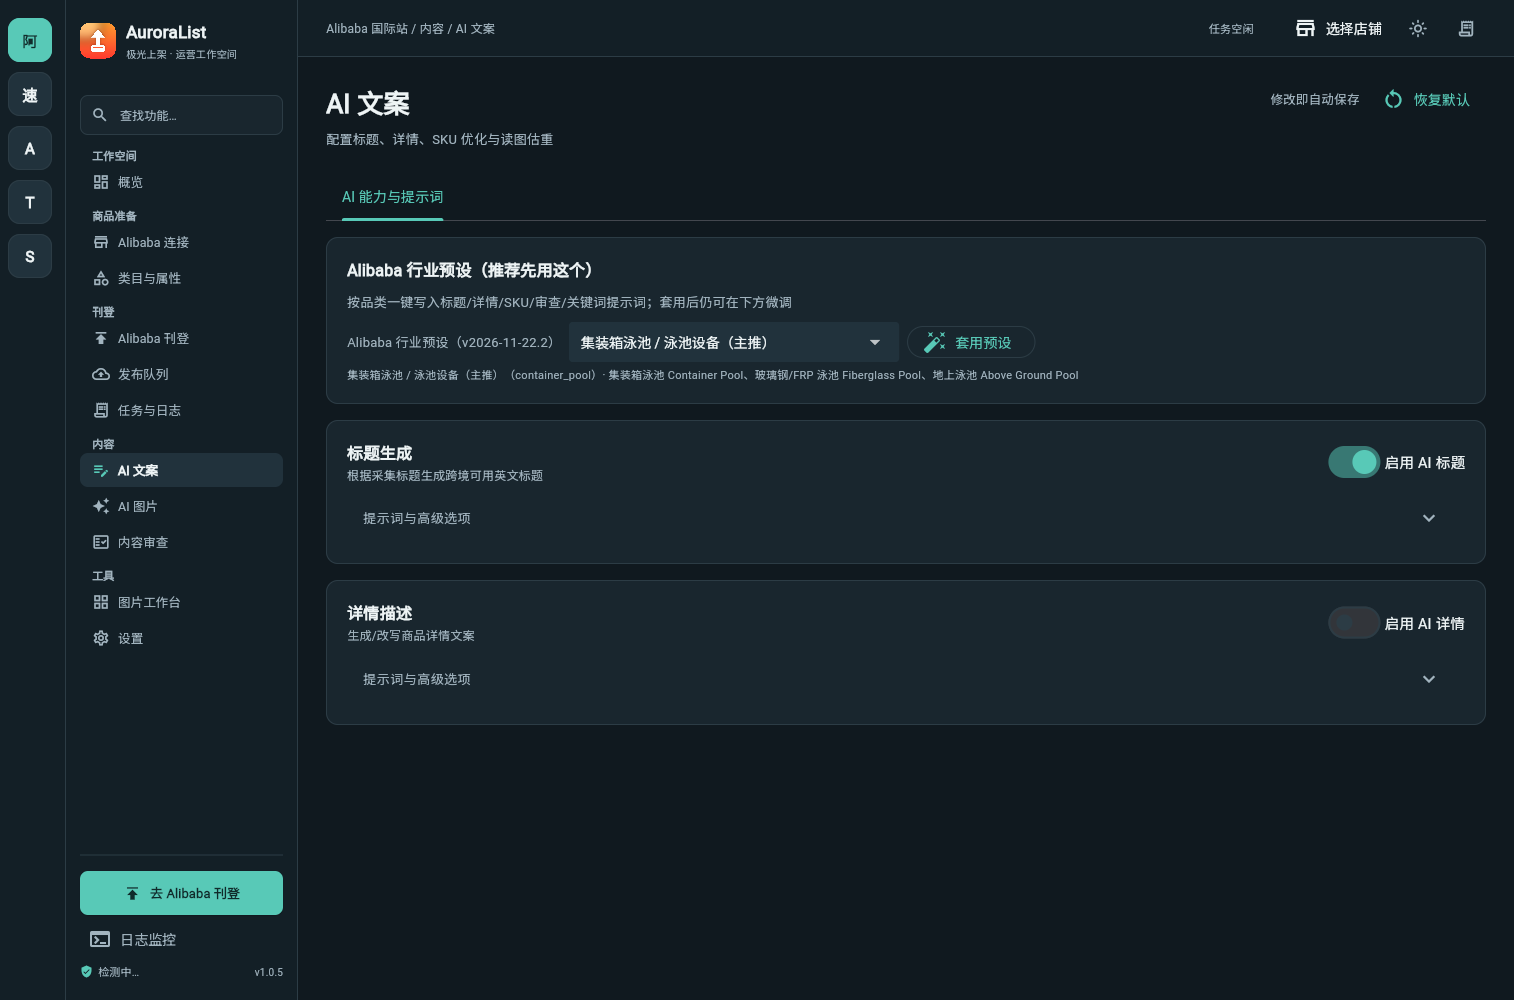 阿
速
A
T
S
AuroraList
极光上架 · 运营工作空间
查找功能...
工作空间
概览
商品准备
Alibaba 连接
类目与属性
刊登
Alibaba 刊登
发布队列
任务与日志
内容
AI 文案
AI 图片
内容审查
工具
图片工作台
设置
去 Alibaba 刊登
日志监控
检测中...
v1.0.5
Alibaba 国际站 / 内容 / AI 文案
任务空闲
选择店铺
AI 文案
配置标题、详情、SKU 优化与读图估重
修改即自动保存
恢复默认
AI 能力与提示词
Alibaba 行业预设（推荐先用这个）
按品类一键写入标题/详情/SKU/审查/关键词提示词；套用后仍可在下方微调
Alibaba 行业预设（v2026-11-22.2）
集装箱泳池 / 泳池设备（主推）
套用预设
集装箱泳池 / 泳池设备（主推）（container_pool）· 集装箱泳池 Container Pool、玻璃钢/FRP 泳池 Fiberglass Pool、地上泳池 Above Ground Pool
标题生成
根据采集标题生成跨境可用英文标题
启用 AI 标题
提示词与高级选项
详情描述
生成/改写商品详情文案
启用 AI 详情
提示词与高级选项